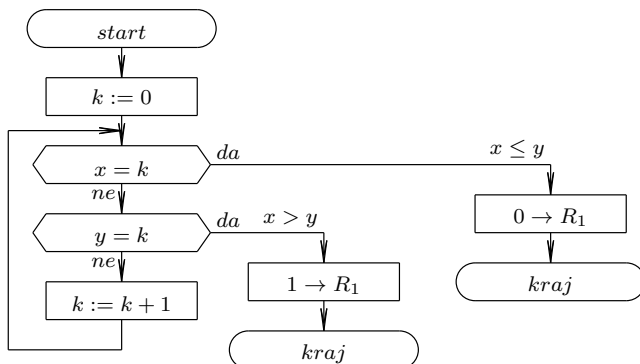 start
k := 0
x = k
da
x ≤ y
ne
0 → R₁
y = k
da
x > y
kraj
ne
1 → R₁
k := k + 1
kraj